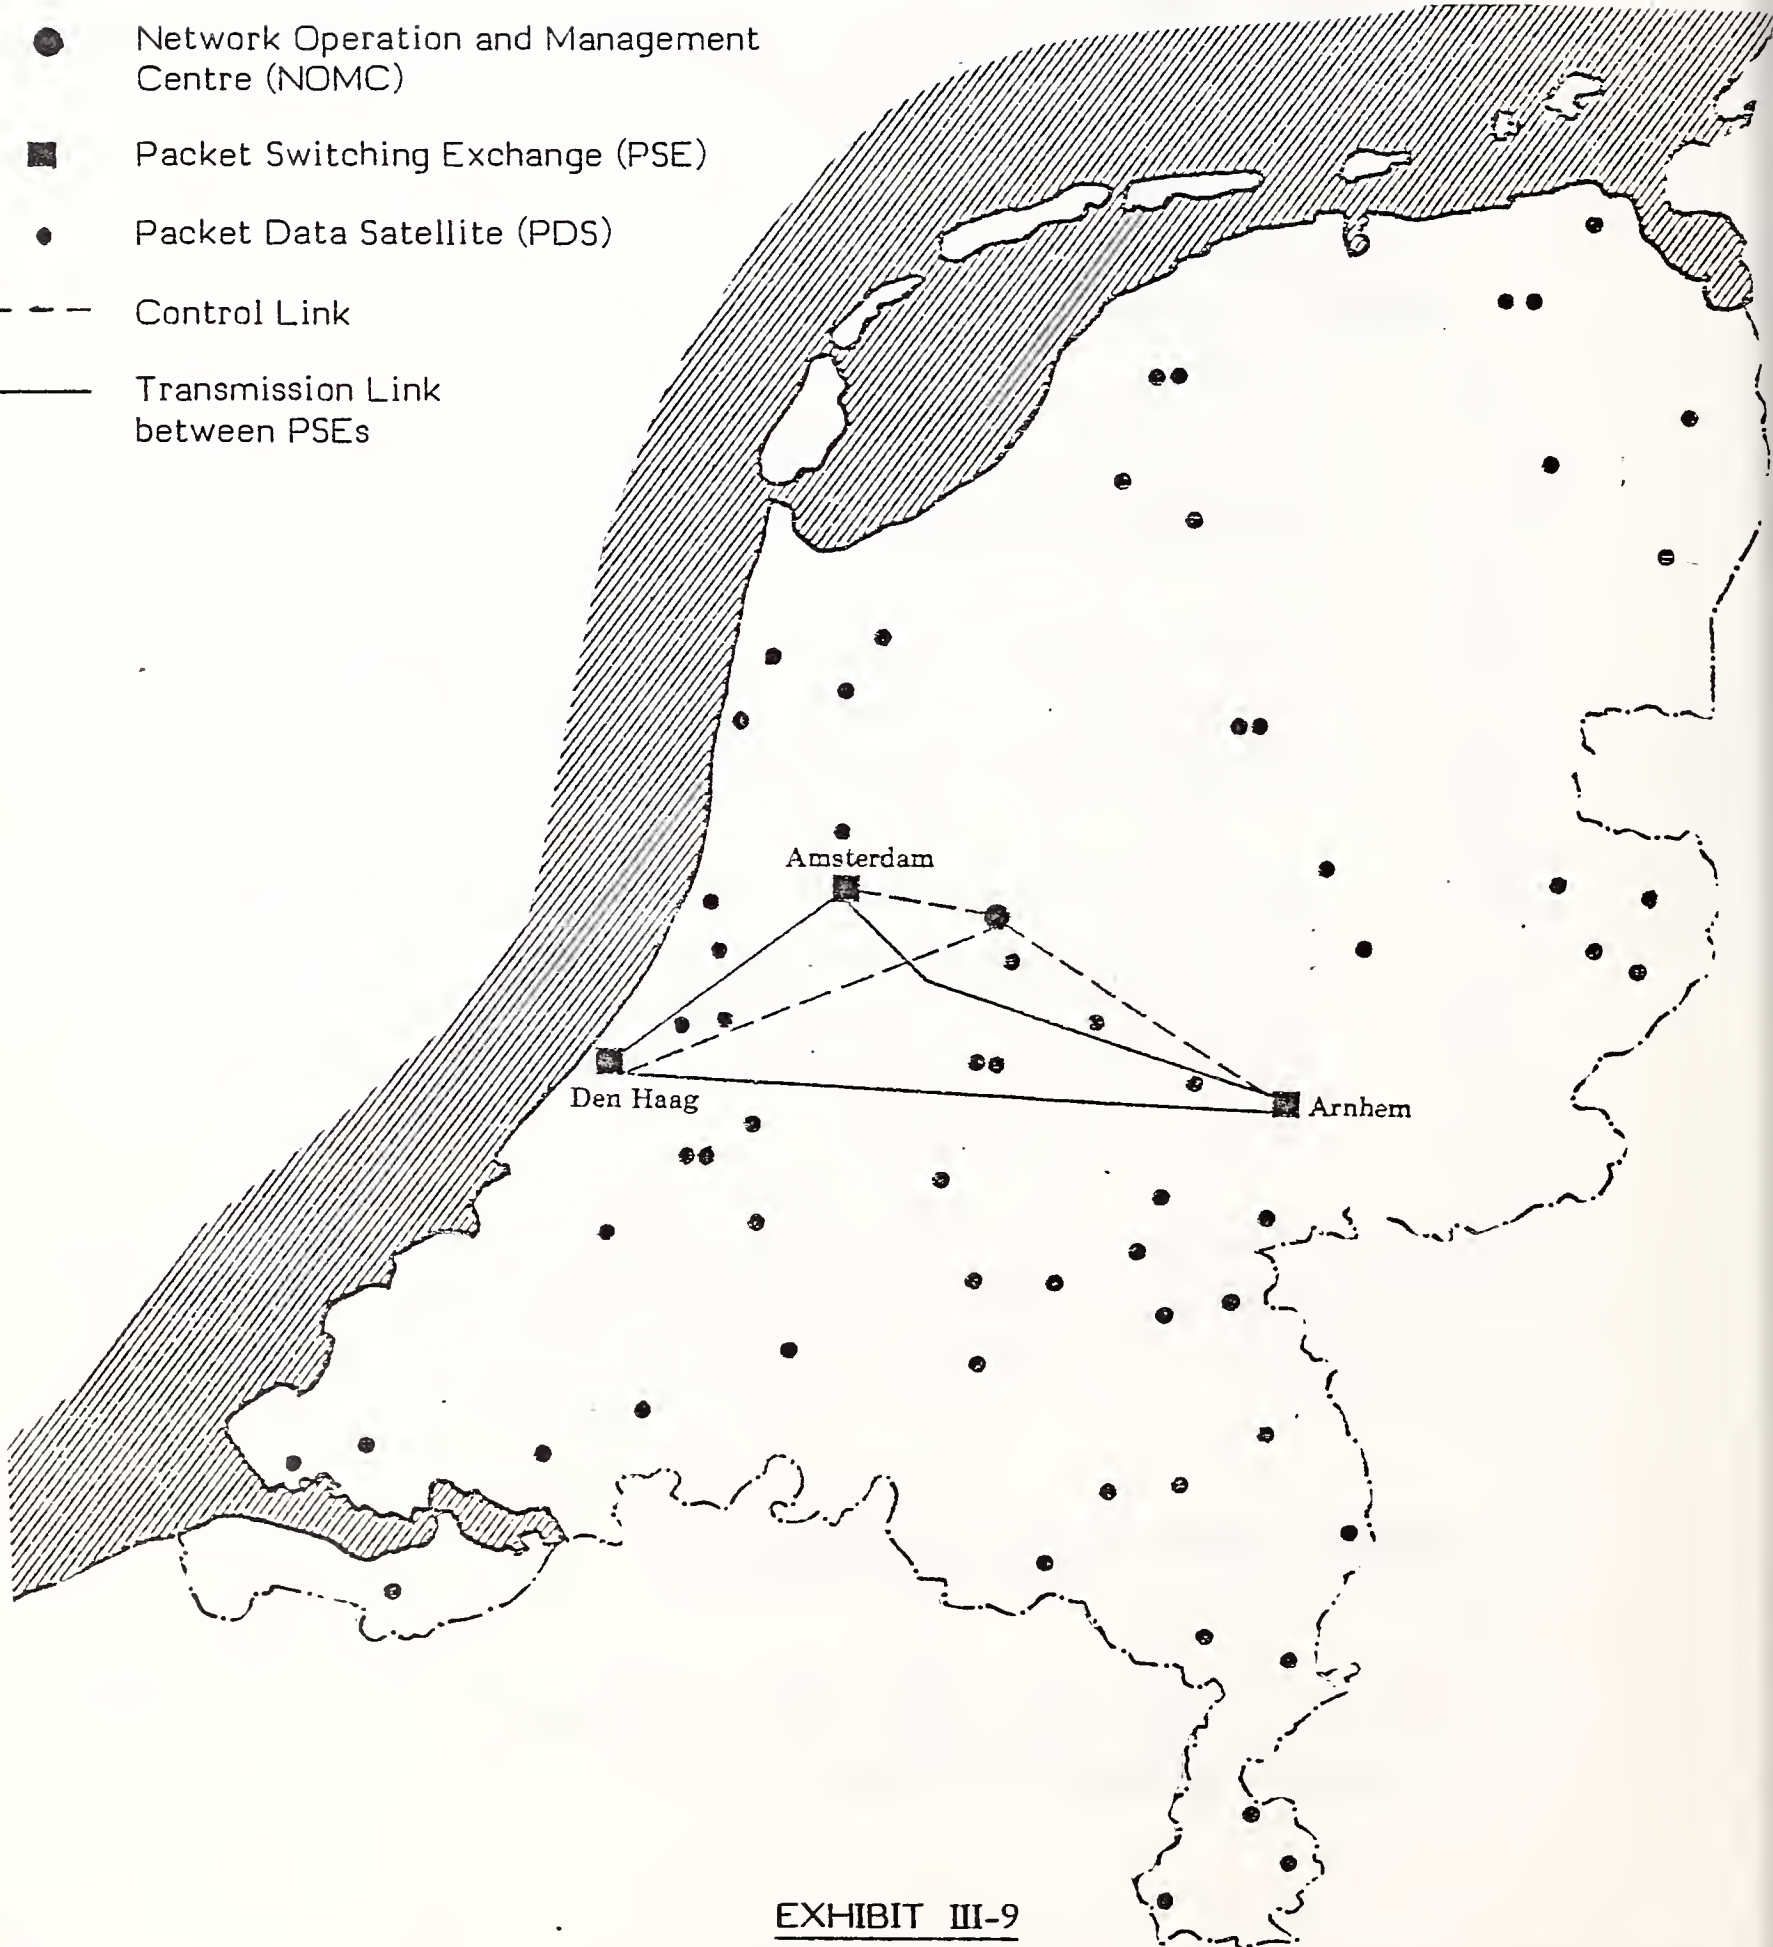 Network Operation and Management
Centre (NOMC)
Packet Switching Exchange (PSE)
Packet Data Satellite (PDS)
Control Link
Transmission Link
between PSEs
Amsterdam
Den Haag
Arnhem
EXHIBIT III-9